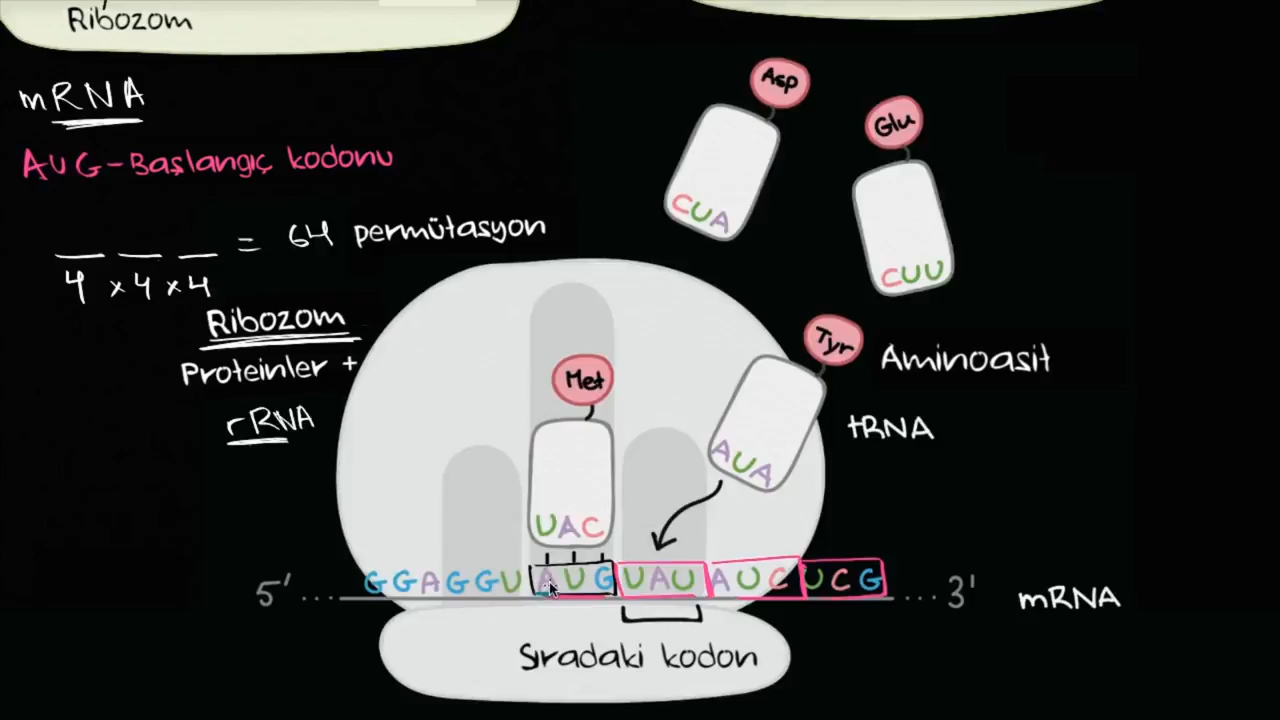 Ribozom
mRNA
AUG-Başlangıç kodonu
= 64 permütasyon
4 x 4 x 4
Ribozom
Proteinler +
rRNA
Asp
CUA
Glu
CUU
Met
UAC
Tyr
AUA
Aminoasit
tRNA
5' ... GGAGGUAUGUAUAUCUCG ... 3'
mRNA
Sıradaki kodon